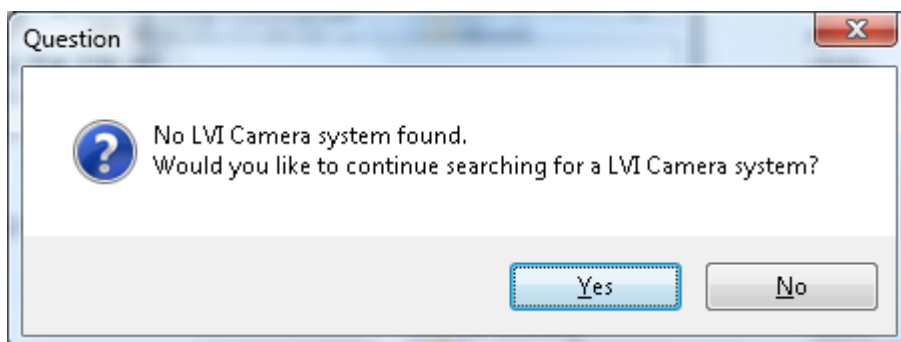 Question
No LVI Camera system found.
Would you like to continue searching for a LVI Camera system?
Yes
No